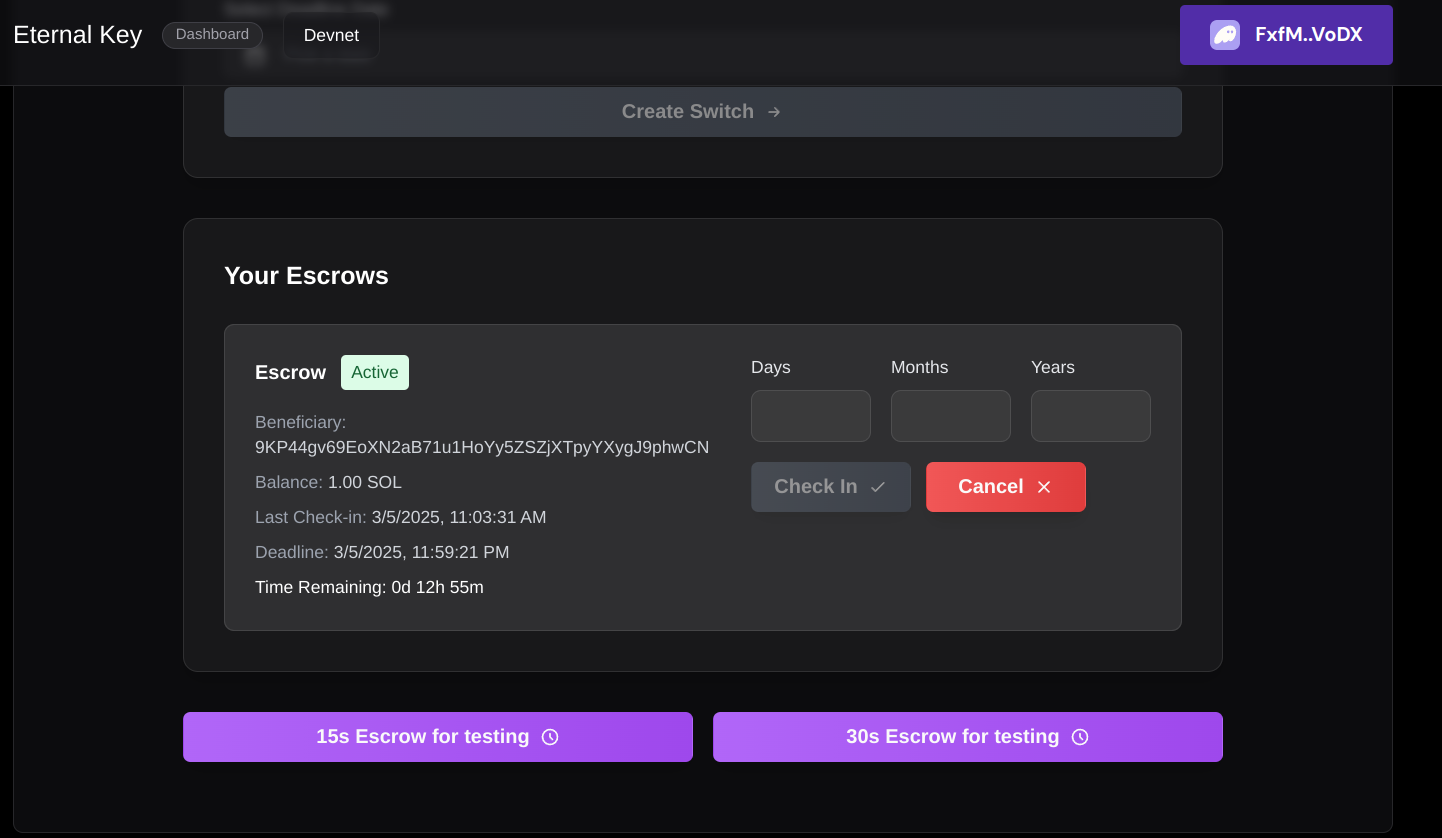 Eternal Key Dashboard Devnet FxfM..VoDX
Create Switch
Your Escrows
Escrow Active
Beneficiary:
9KP44gv69EoXN2aB71u1HoYy5ZSZjXTpyYXygJ9phwCN
Balance: 1.00 SOL
Last Check-in: 3/5/2025, 11:03:31 AM
Deadline: 3/5/2025, 11:59:21 PM
Time Remaining: 0d 12h 55m
Days Months Years
Check In Cancel
15s Escrow for testing 30s Escrow for testing